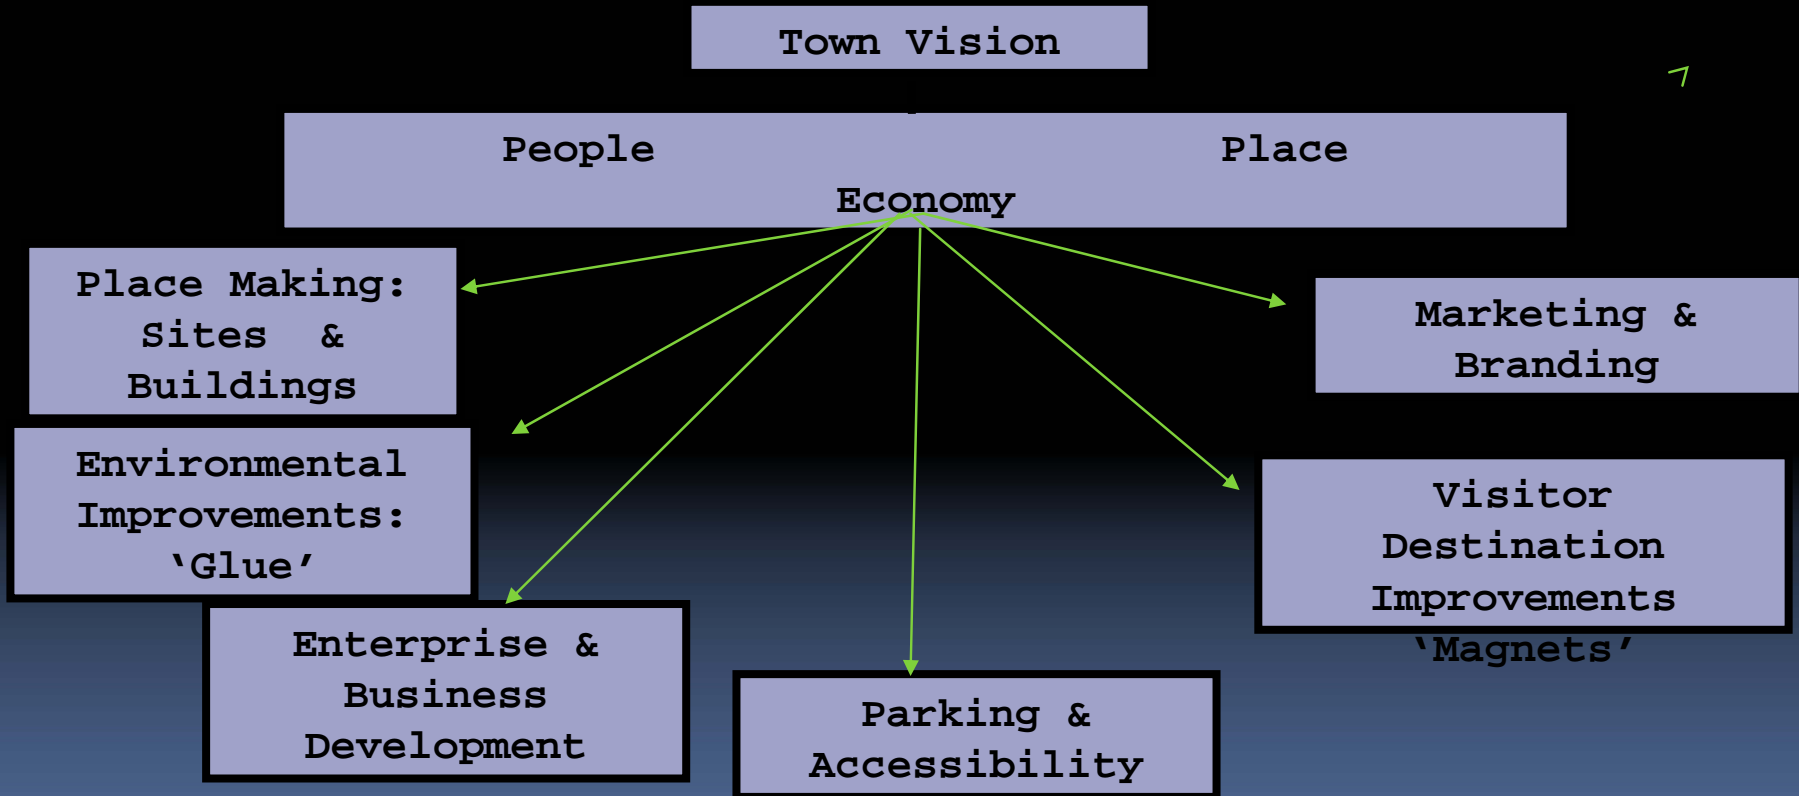 Town Vision
People Place
Economy
Place Making:
Sites &
Buildings
Marketing &
Branding
Environmental
Improvements:
‘Glue’
Visitor
Destination
Improvements
‘Magnets’
Enterprise &
Business
Development
Parking &
Accessibility